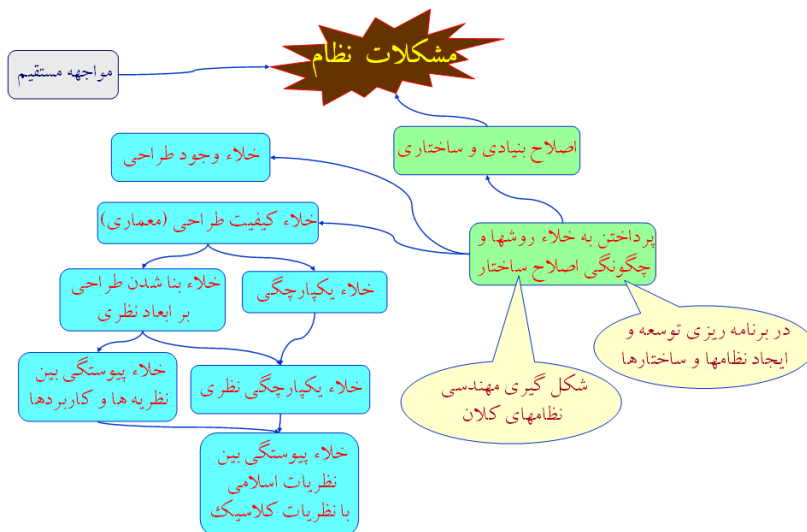 مشکلات نظام
مواجهه مستقیم
اصلاح بنیادی و ساختاری
خلاء وجود طراحی
خلاء کیفیت طراحی (معماری)
پرداختن به خلاء روشها و
چگونگی اصلاح ساختار
خلاء بنا شدن طراحی
بر ابعاد نظری
خلاء یکپارچگی
در برنامه ریزی توسعه و
ایجاد نظامها و ساختارها
خلاء پیوستگی بین
نظریه ها و کاربردها
خلاء یکپارچگی نظری
شکل گیری مهندسی
نظامهای کلان
خلاء پیوستگی بین
نظریات اسلامی
با نظریات کلاسیک